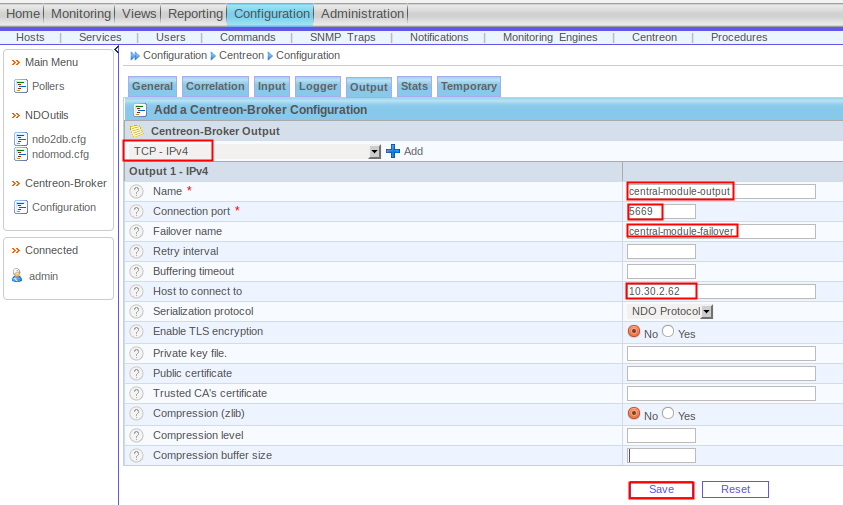 Home Monitoring Views Reporting Configuration Administration
Hosts | Services | Users | Commands | SNMP Traps | Notifications | Monitoring Engines | Centreon | Procedures
Main Menu
Pollers
NDOutils
ndo2db.cfg
ndomod.cfg
Centreon-Broker
Configuration
Connected
admin
Configuration Centreon Configuration
General Correlation Input Logger Output Stats Temporary
Add a Centreon-Broker Configuration
Centreon-Broker Output
TCP - IPv4 Add
Output 1 - IPv4
? Name * central-module-output
? Connection port * 5669
? Failover name central-module-failover
? Retry interval
? Buffering timeout
? Host to connect to 10.30.2.62
? Serialization protocol NDO Protocol
? Enable TLS encryption No Yes
? Private key file.
? Public certificate
? Trusted CA's certificate
? Compression (zlib) No Yes
? Compression level
? Compression buffer size
Save Reset